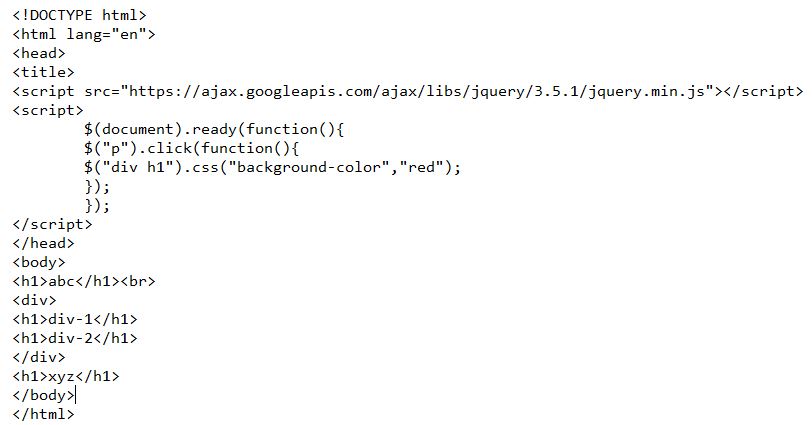 <!DOCTYPE html>
<html lang="en">
<head>
<title>
<script src="https://ajax.googleapis.com/ajax/libs/jquery/3.5.1/jquery.min.js"></script>
<script>
        $(document).ready(function(){
        $("p").click(function(){
        $("div h1").css("background-color","red");
        });
        });
</script>
</head>
<body>
<h1>abc</h1><br>
<div>
<h1>div-1</h1>
<h1>div-2</h1>
</div>
<h1>xyz</h1>
</body>
</html>